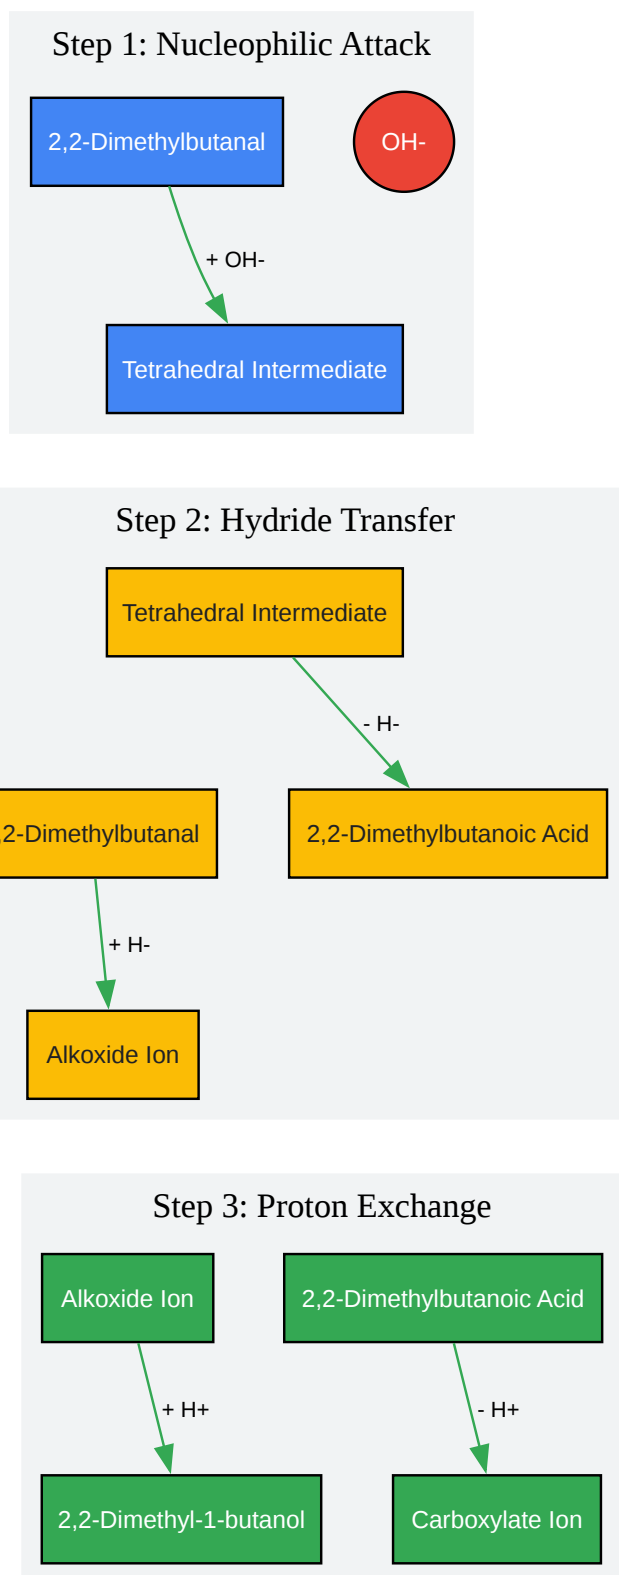 Step 1: Nucleophilic Attack
2,2-Dimethylbutanal
OH-
+ OH-
Tetrahedral Intermediate
Step 2: Hydride Transfer
Tetrahedral Intermediate
- H-
,2-Dimethylbutanal
2,2-Dimethylbutanoic Acid
+ H-
Alkoxide Ion
Step 3: Proton Exchange
Alkoxide Ion
2,2-Dimethylbutanoic Acid
+ H+
- H+
2,2-Dimethyl-1-butanol
Carboxylate Ion